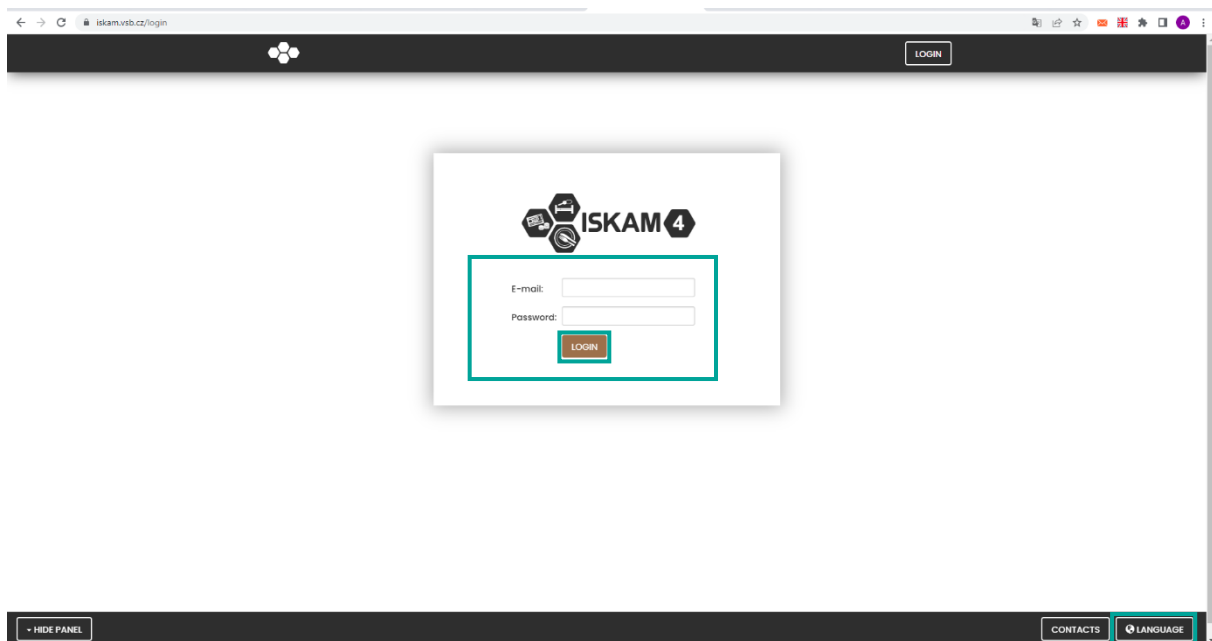 iskam.vsb.cz/login
A
LOGIN
ISKAM 4
E-mail:
Password:
LOGIN
HIDE PANEL
CONTACTS
LANGUAGE